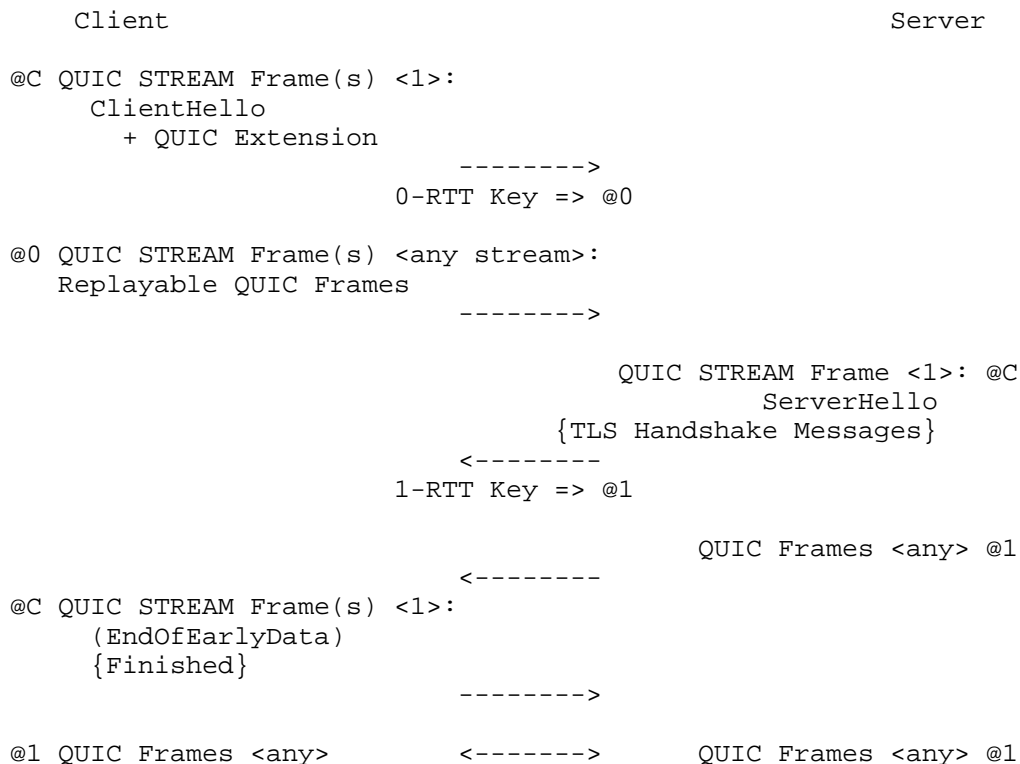 Client                                             Server

@C QUIC STREAM Frame(s) <1>:
     ClientHello
       + QUIC Extension
                            -------->
                        0-RTT Key => @0

@0 QUIC STREAM Frame(s) <any stream>:
   Replayable QUIC Frames
                            -------->

                                      QUIC STREAM Frame <1>: @C
                                               ServerHello
                                  {TLS Handshake Messages}
                            <--------
                        1-RTT Key => @1

                                           QUIC Frames <any> @1
                            <--------
@C QUIC STREAM Frame(s) <1>:
     (EndOfEarlyData)
     {Finished}
                            -------->

@1 QUIC Frames <any>        <------->      QUIC Frames <any> @1